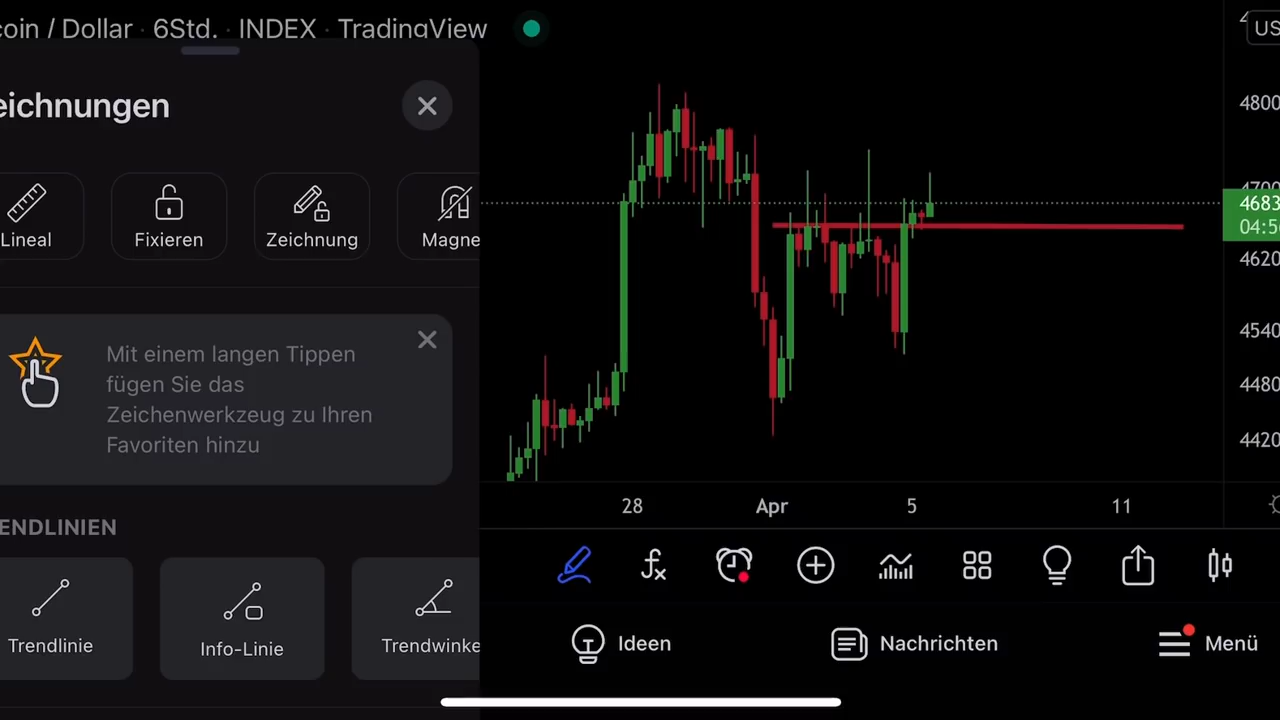 coin / Dollar · 6Std. · INDEX · TradingView
US
eichnungen
Lineal
Fixieren
Zeichnung
Magne
Mit einem langen Tippen
fügen Sie das
Zeichenwerkzeug zu Ihren
Favoriten hinzu
ENDLINIEN
Trendlinie
Info-Linie
Trendwinke
4800
4683
04:5
4620
4540
4480
4420
28 Apr 5 11
Ideen
Nachrichten
Menü